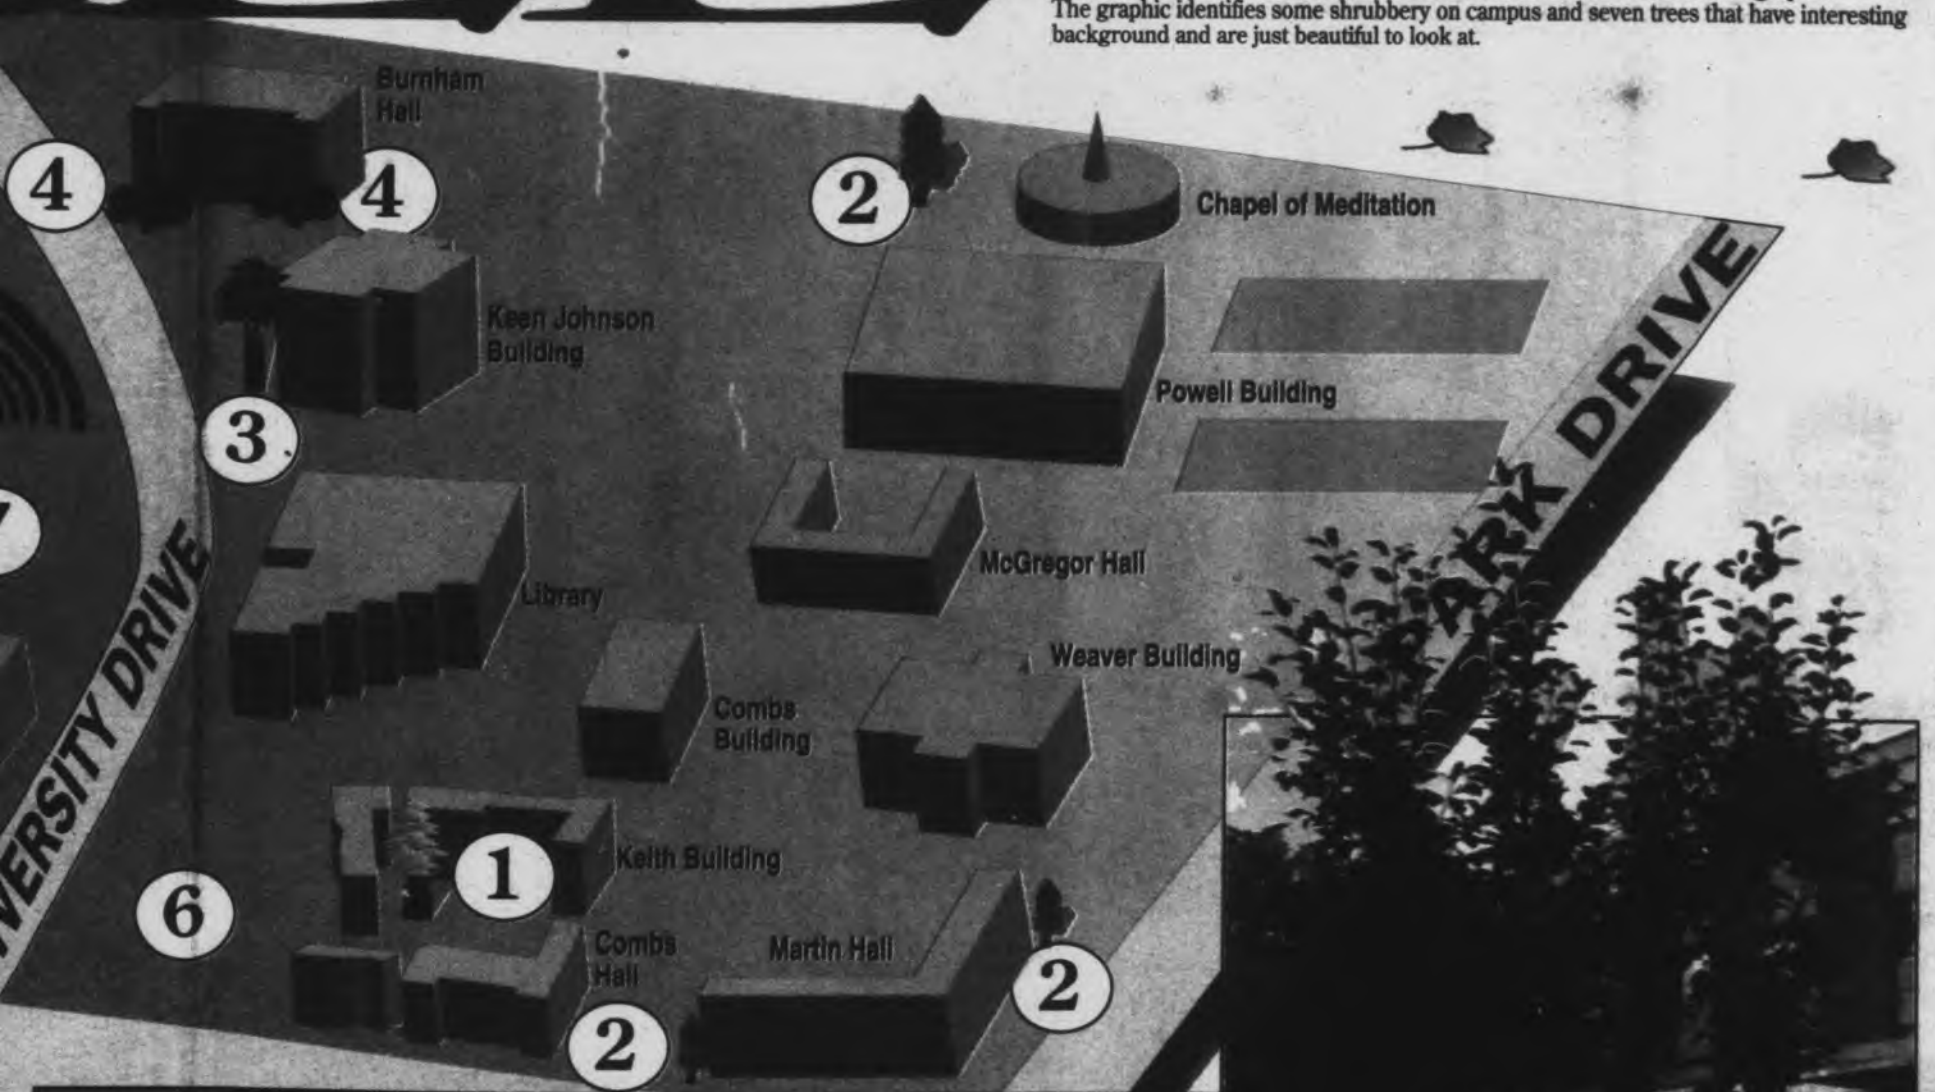 The graphic identifies some shrubbery on campus and seven trees that have interesting
background and are just beautiful to look at.
Burnham
Hall
4
4
2
Chapel of Meditation
Keen Johnson
Building
3
Powell Building
PARK DRIVE
McGregor Hall
Library
UNIVERSITY DRIVE
Weaver Building
Combs
Building
1
Keith Building
6
Combs
Hall
Martin Hall
2
2